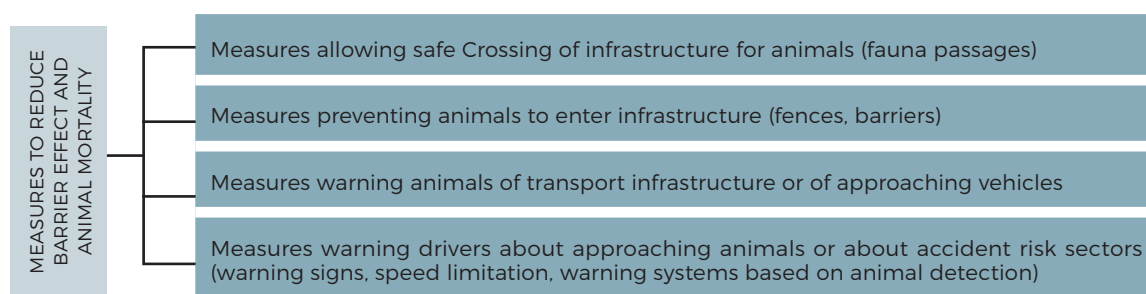 MEASURES TO REDUCE
BARRIER EFFECT AND
ANIMAL MORTALITY
Measures allowing safe Crossing of infrastructure for animals (fauna passages)
Measures preventing animals to enter infrastructure (fences, barriers)
Measures warning animals of transport infrastructure or of approaching vehicles
Measures warning drivers about approaching animals or about accident risk sectors
(warning signs, speed limitation, warning systems based on animal detection)